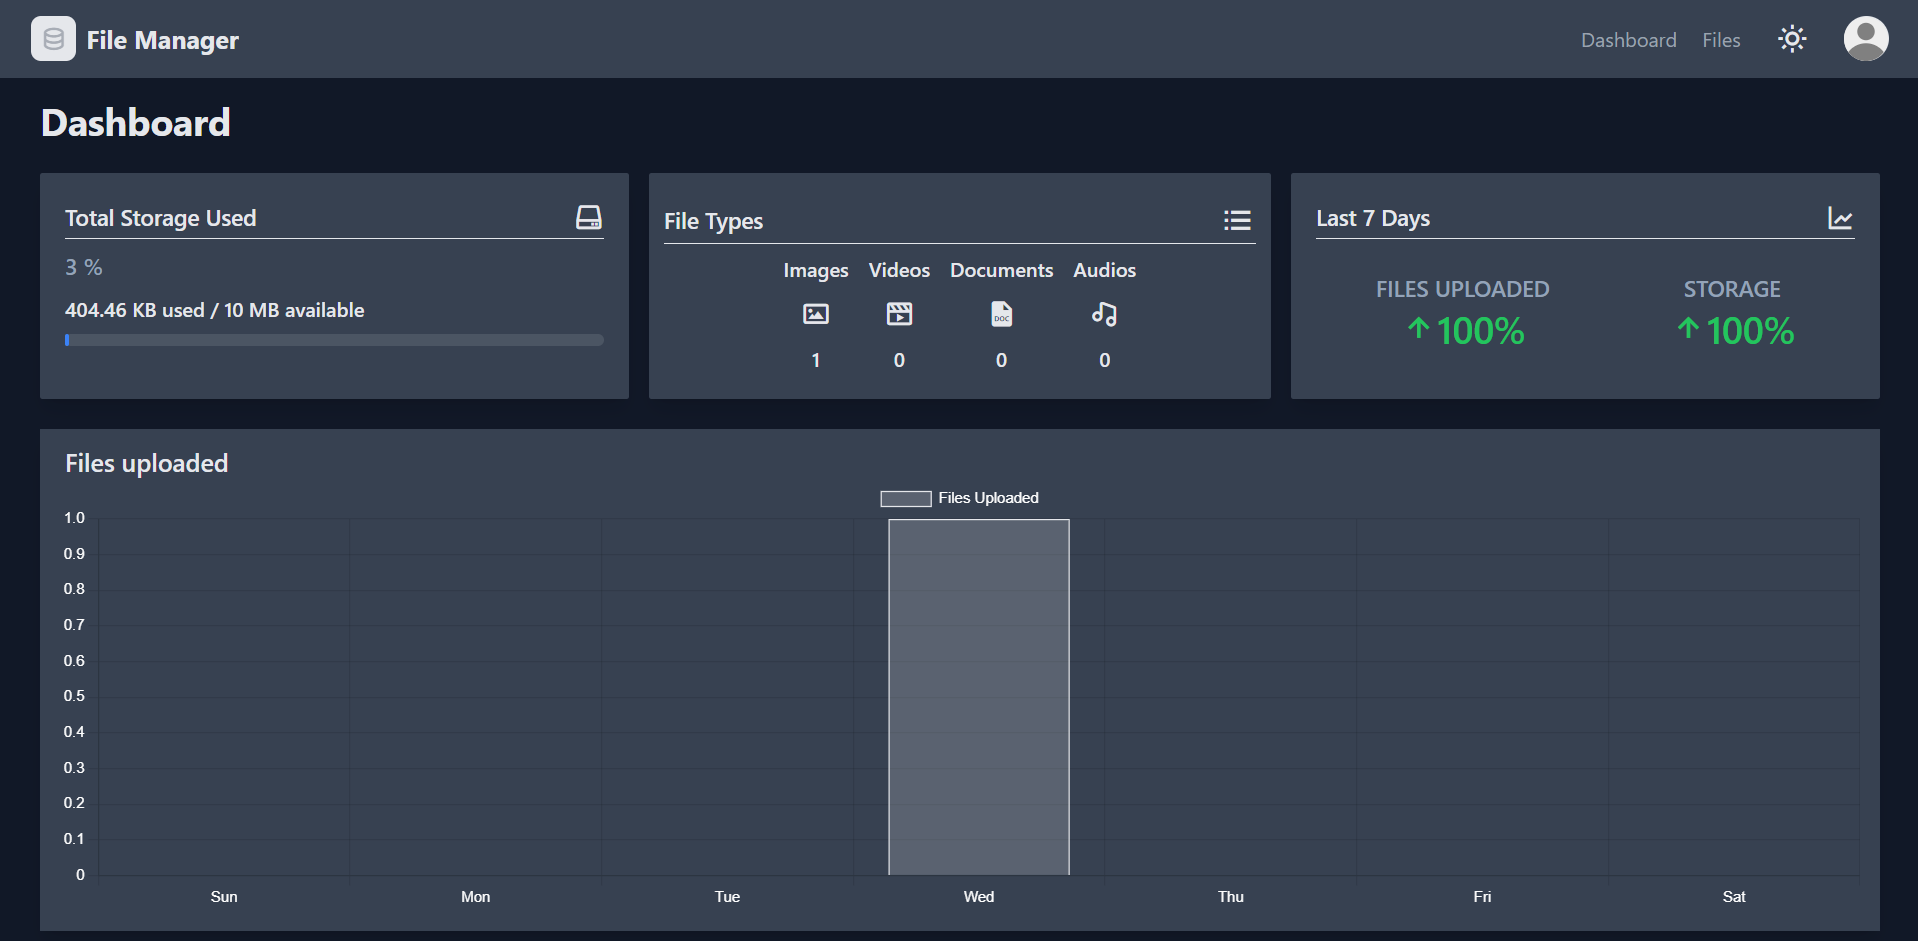 File Manager
Dashboard Files
Dashboard
Total Storage Used
3 %
404.46 KB used / 10 MB available
File Types
Images Videos Documents Audios
DOC
1 0 0 0
Last 7 Days
FILES UPLOADED STORAGE
100% 100%
Files uploaded
Files Uploaded
1.0
0.9
0.8
0.7
0.6
0.5
0.4
0.3
0.2
0.1
0
Sun Mon Tue Wed Thu Fri Sat